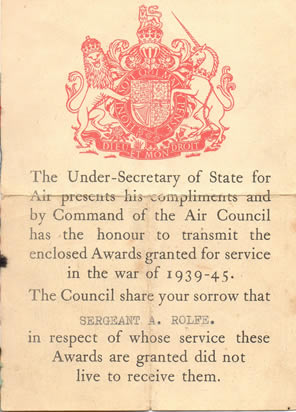 DIEU ET MON DROIT
The Under-Secretary of State for
Air presents his compliments and
by Command of the Air Council
has the honour to transmit the
enclosed Awards granted for service
in the war of 1939-45.
The Council share your sorrow that
SERGEANT A. ROLFE.
in respect of whose service these
Awards are granted did not
live to receive them.